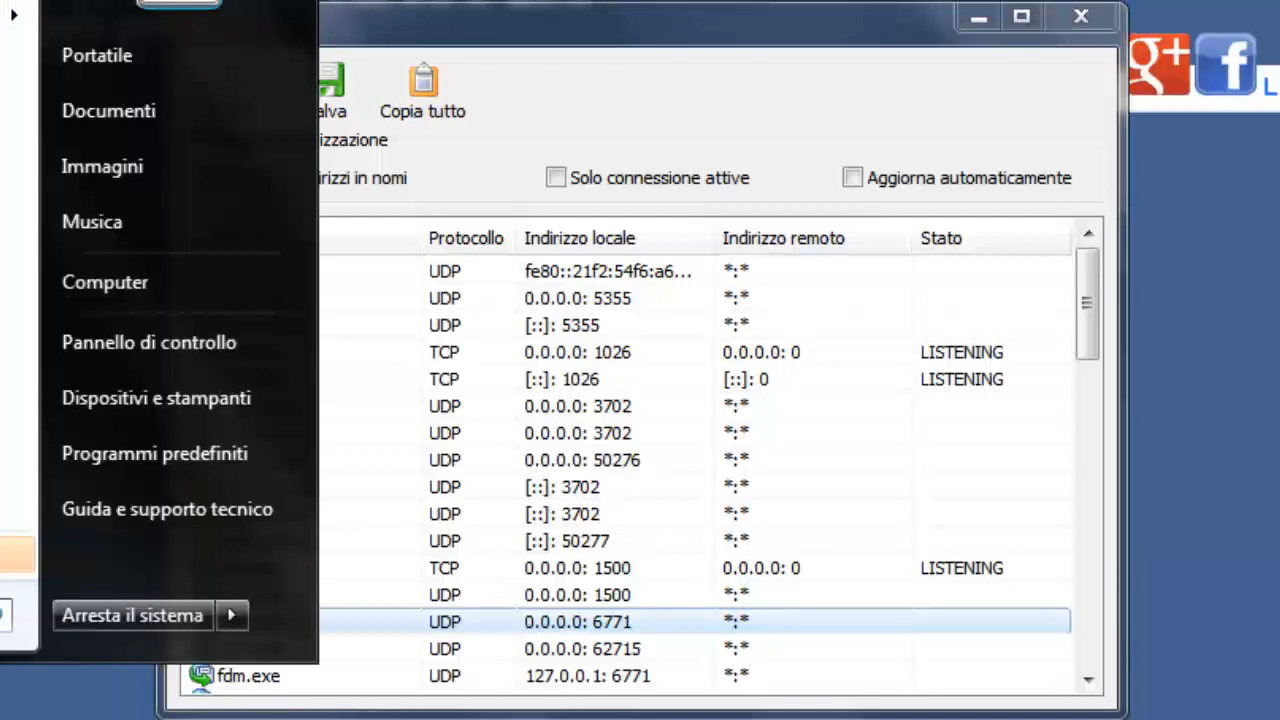 Portatile
Documenti
Immagini
Musica
Computer
Pannello di controllo
Dispositivi e stampanti
Programmi predefiniti
Guida e supporto tecnico
Arresta il sistema
alva
Copia tutto
izzazione
irizzi in nomi
Solo connessione attive
Aggiorna automaticamente
Protocollo Indirizzo locale Indirizzo remoto Stato
UDP fe80::21f2:54f6:a6... *:*
UDP 0.0.0.0: 5355 *:*
UDP [::]: 5355 *:*
TCP 0.0.0.0: 1026 0.0.0.0: 0 LISTENING
TCP [::]: 1026 [::]: 0 LISTENING
UDP 0.0.0.0: 3702 *:*
UDP 0.0.0.0: 3702 *:*
UDP 0.0.0.0: 50276 *:*
UDP [::]: 3702 *:*
UDP [::]: 3702 *:*
UDP [::]: 50277 *:*
TCP 0.0.0.0: 1500 0.0.0.0: 0 LISTENING
UDP 0.0.0.0: 1500 *:*
UDP 0.0.0.0: 6771 *:*
UDP 0.0.0.0: 62715 *:*
fdm.exe UDP 127.0.0.1: 6771 *:*
g+
f
L